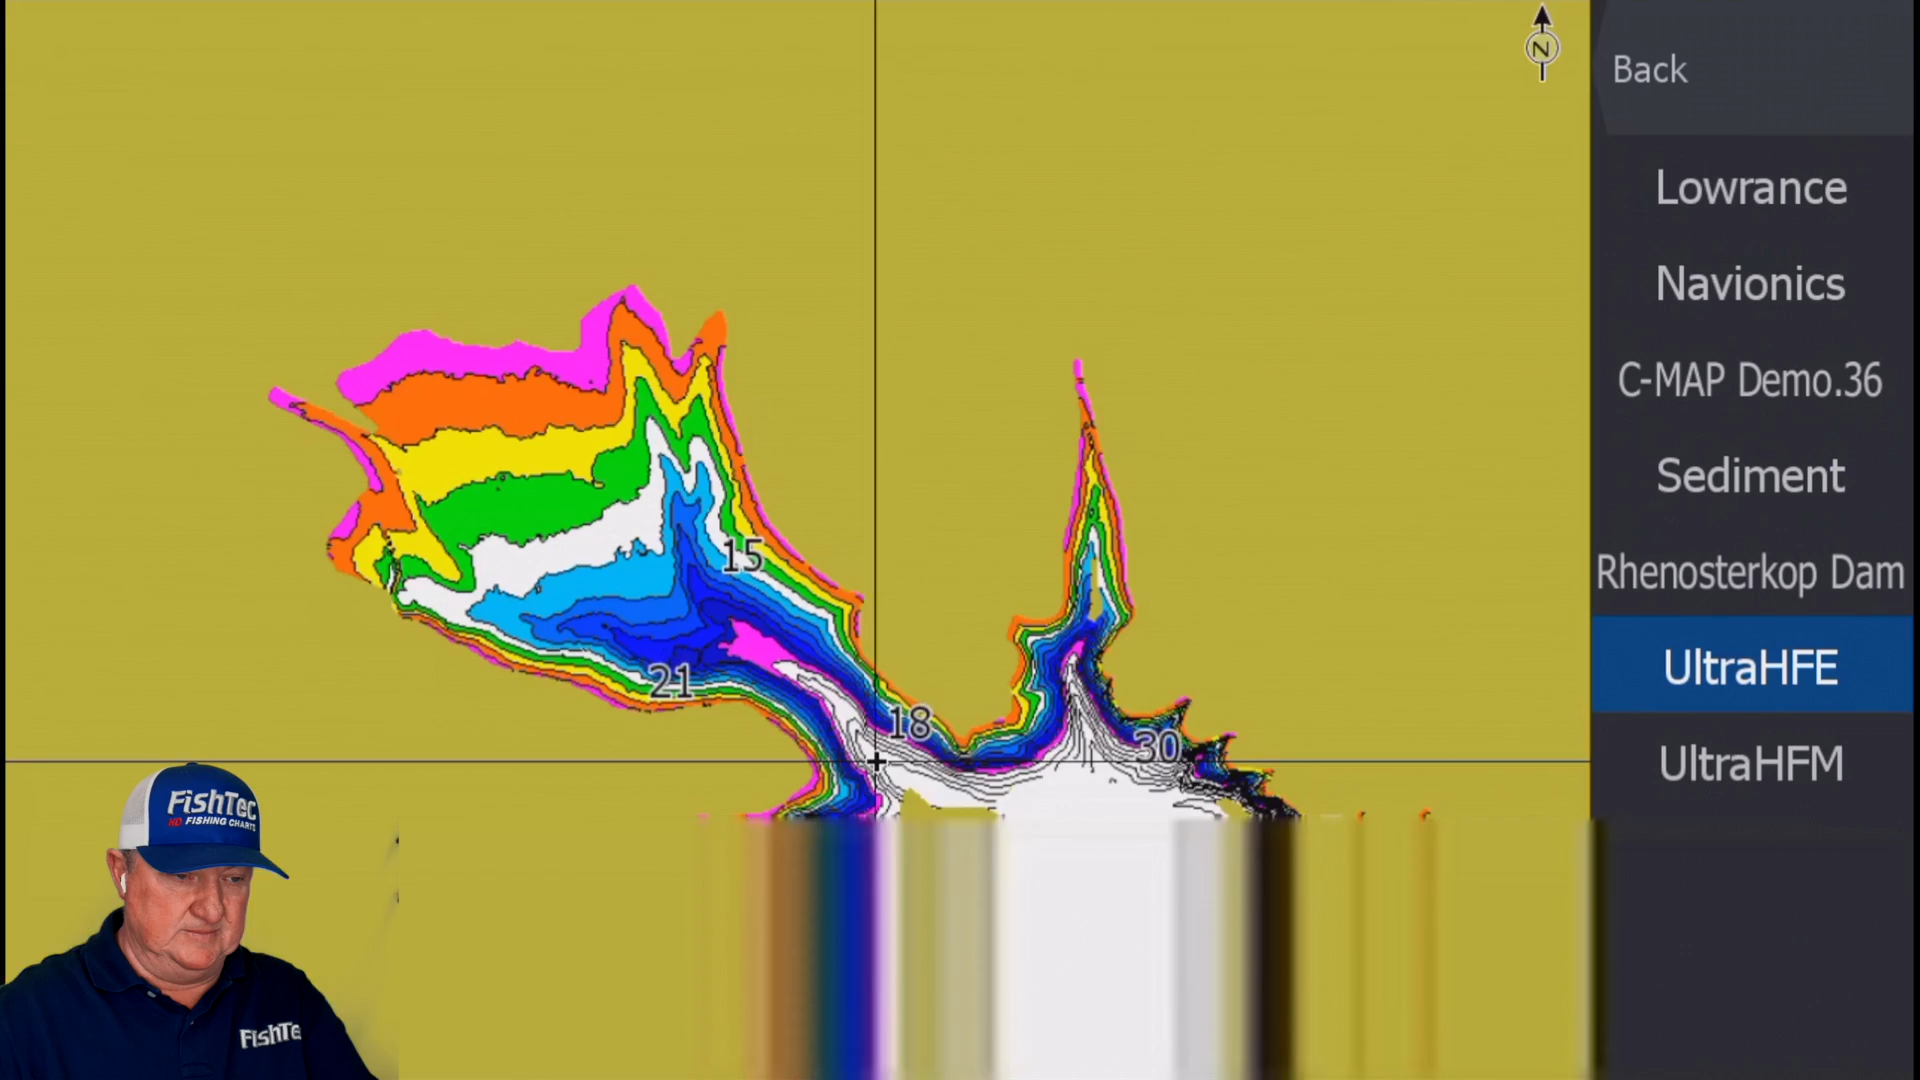 N
Back
Lowrance
Navionics
C-MAP Demo.36
Sediment
Rhenosterkop Dam
UltraHFE
UltraHFM
15
21
18
30
FishTec
HD FISHING CHARTS
FishTe